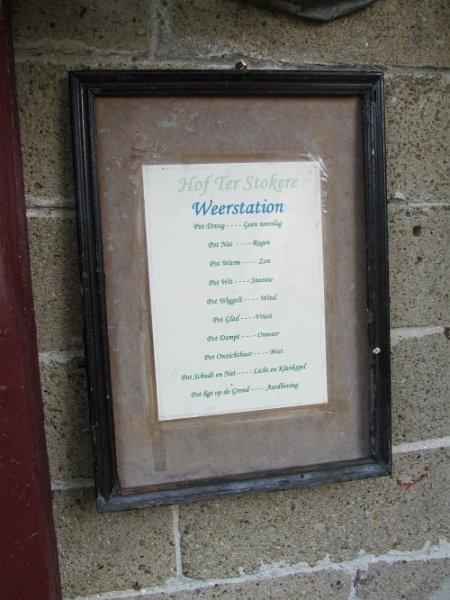 Hof Ter Stokere
Weerstation
Pot Droog - - - - Geen neerslag
Pot Nat - - - - Regen
Pot Warm - - - - Zon
Pot Wit - - - - Sneeuw
Pot Wiggelt - - - - Wind
Pot Glad - - - - Vriest
Pot Dampt - - - - Onweer
Pot Onzichtbaar - - - - Mist
Pot Schudt en Nat - - - - Licht en Klankspel
Pot ligt op de Grond - - - - Aardbeving